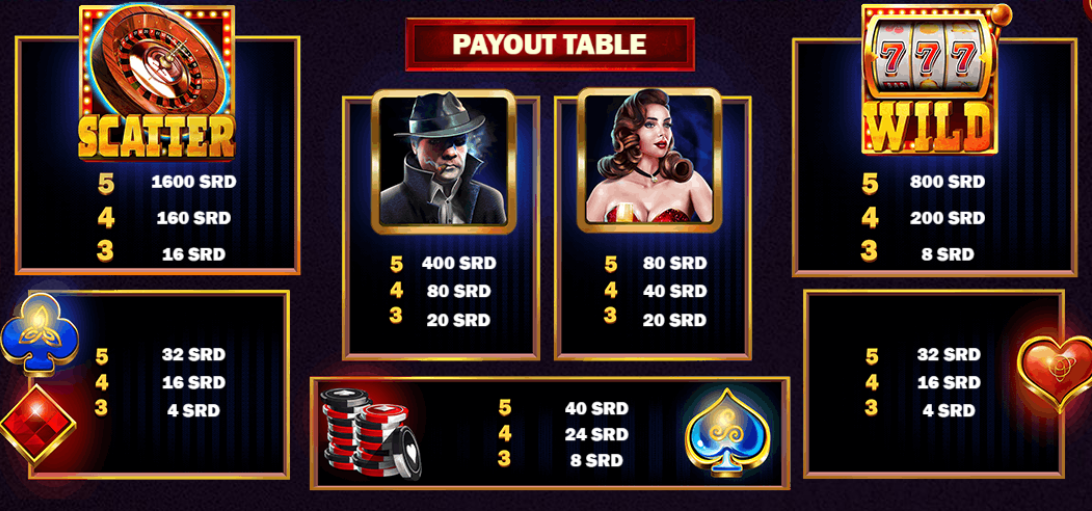 PAYOUT TABLE
SCATTER
5 1600 SRD
4 160 SRD
3 16 SRD
5 400 SRD
4 80 SRD
3 20 SRD
5 80 SRD
4 40 SRD
3 20 SRD
777
WILD
5 800 SRD
4 200 SRD
3 8 SRD
5 32 SRD
4 16 SRD
3 4 SRD
5 40 SRD
4 24 SRD
3 8 SRD
5 32 SRD
4 16 SRD
3 4 SRD